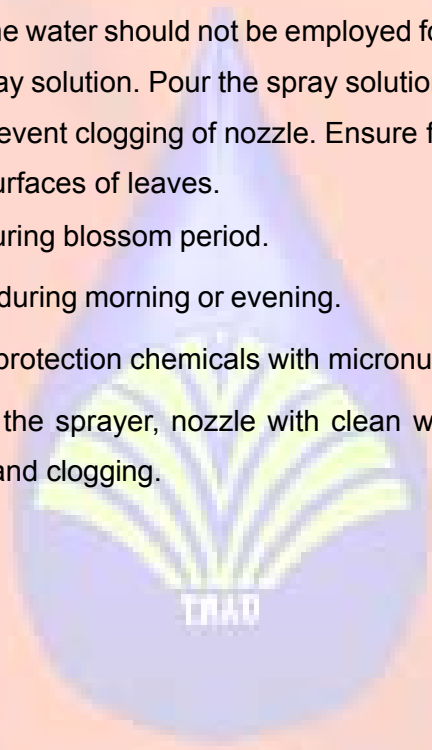 ne water should not be employed fo
ay solution. Pour the spray solutio
event clogging of nozzle. Ensure f
urfaces of leaves.
uring blossom period.
during morning or evening.
protection chemicals with micronu
the sprayer, nozzle with clean w
and clogging.